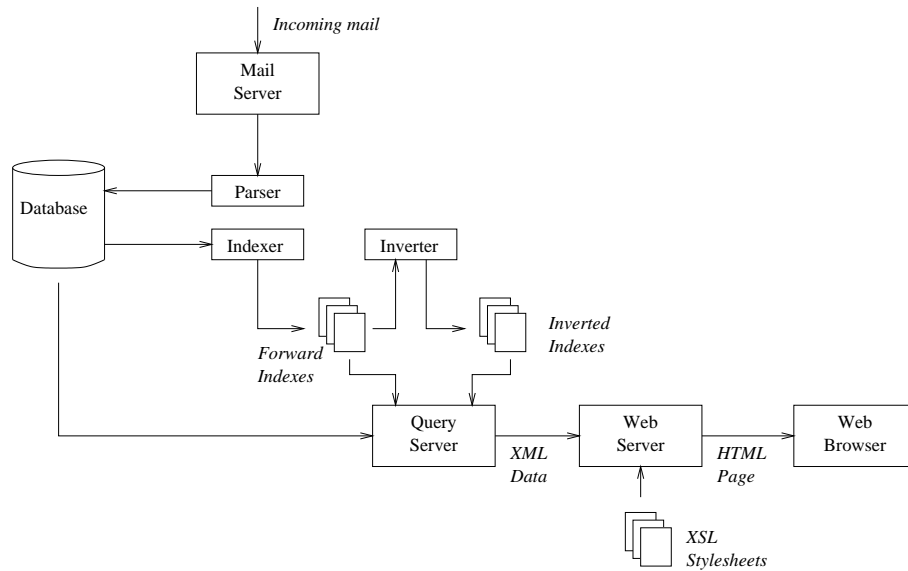 Incoming mail
Mail
Server
Parser
Database
Indexer
Inverter
Forward
Indexes
Inverted
Indexes
Query
Server
XML
Data
Web
Server
HTML
Page
Web
Browser
XSL
Stylesheets